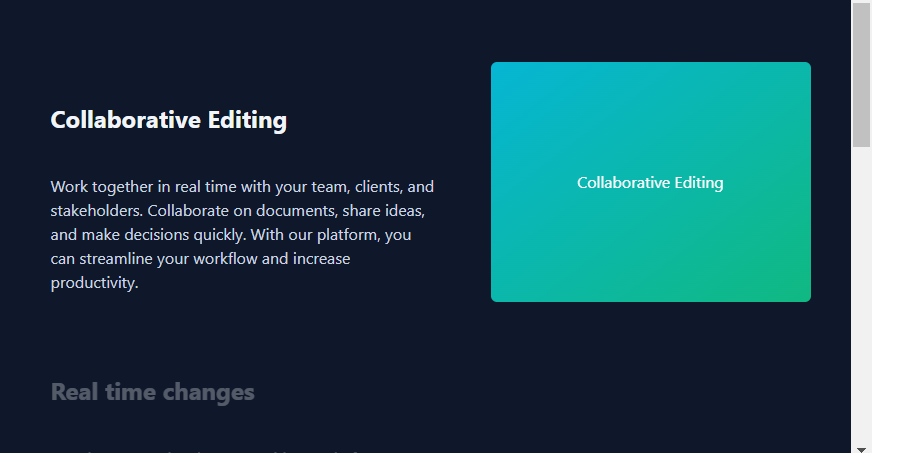 Collaborative Editing
Work together in real time with your team, clients, and
stakeholders. Collaborate on documents, share ideas,
and make decisions quickly. With our platform, you
can streamline your workflow and increase
productivity.
Collaborative Editing
Real time changes